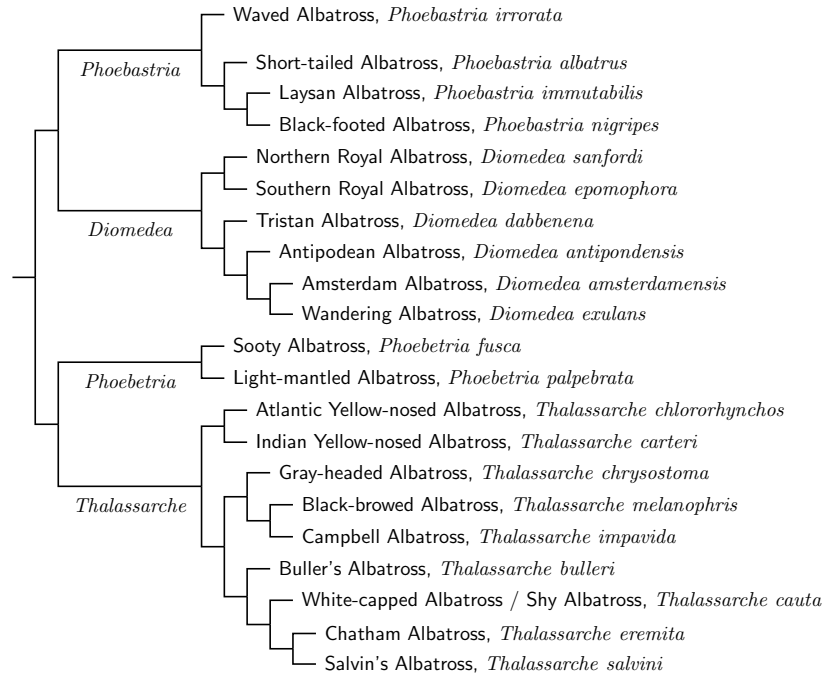 Waved Albatross, Phoebastria irrorata
Phoebastria
Short-tailed Albatross, Phoebastria albatrus
Laysan Albatross, Phoebastria immutabilis
Black-footed Albatross, Phoebastria nigripes
Northern Royal Albatross, Diomedea sanfordi
Southern Royal Albatross, Diomedea epomophora
Diomedea
Tristan Albatross, Diomedea dabbenena
Antipodean Albatross, Diomedea antipondensis
Amsterdam Albatross, Diomedea amsterdamensis
Wandering Albatross, Diomedea exulans
Sooty Albatross, Phoebetria fusca
Phoebetria
Light-mantled Albatross, Phoebetria palpebrata
Atlantic Yellow-nosed Albatross, Thalassarche chlororhynchos
Indian Yellow-nosed Albatross, Thalassarche carteri
Gray-headed Albatross, Thalassarche chrysostoma
Thalassarche
Black-browed Albatross, Thalassarche melanophris
Campbell Albatross, Thalassarche impavida
Buller's Albatross, Thalassarche bulleri
White-capped Albatross / Shy Albatross, Thalassarche cauta
Chatham Albatross, Thalassarche eremita
Salvin's Albatross, Thalassarche salvini